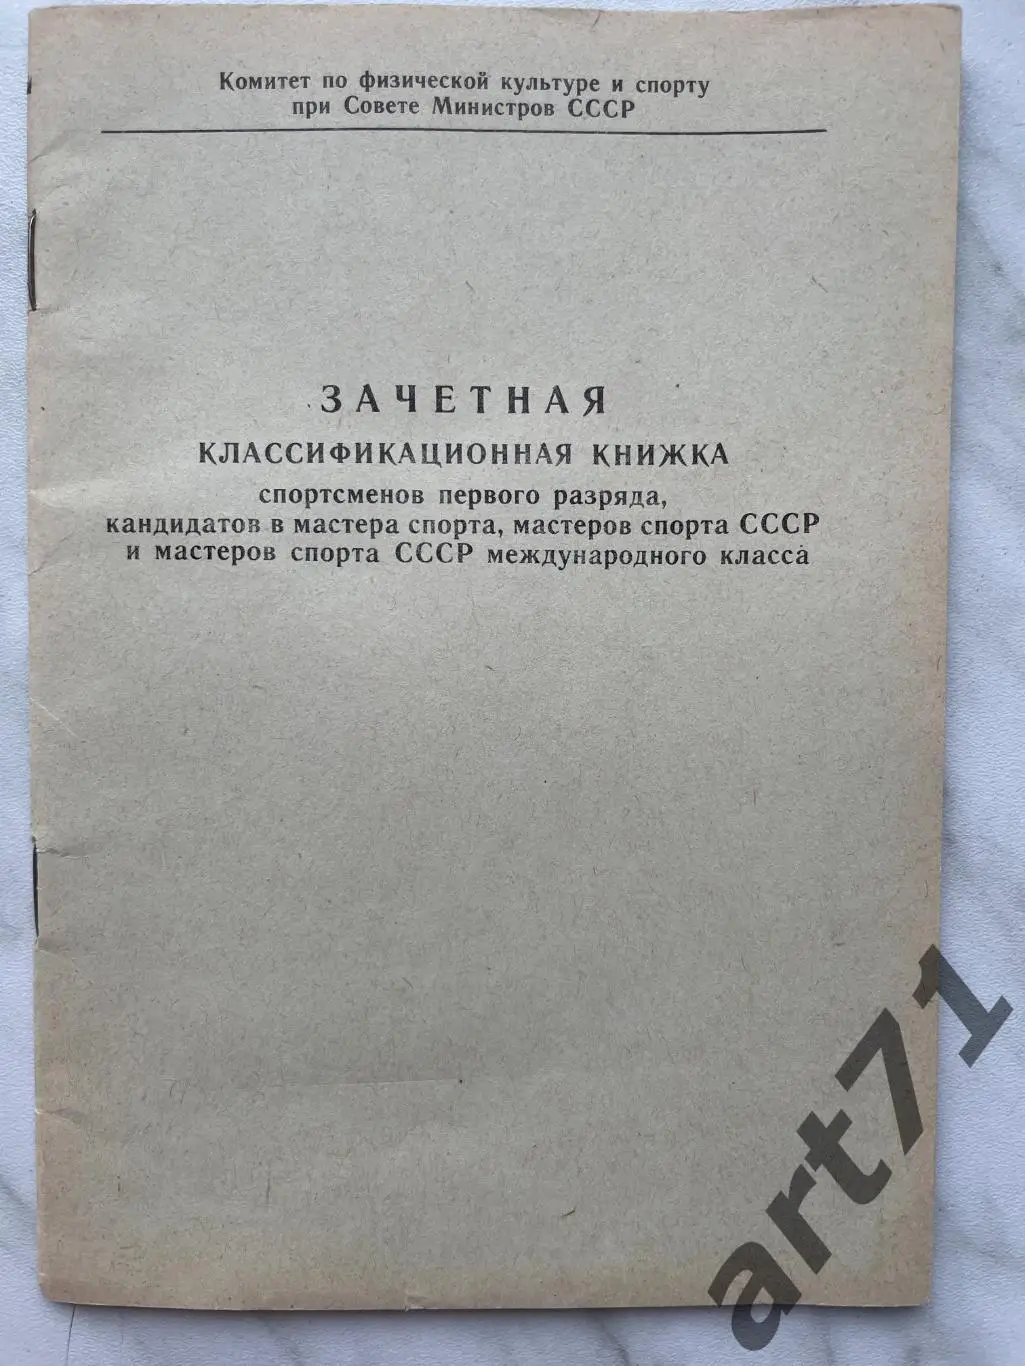 Комитет по физической культуре и спорту
при Совете Министров СССР
ЗАЧЕТНАЯ
КЛАССИФИКАЦИОННАЯ КНИЖКА
спортсменов первого разряда,
кандидатов в мастера спорта, мастеров спорта СССР
и мастеров спорта СССР международного класса
art71